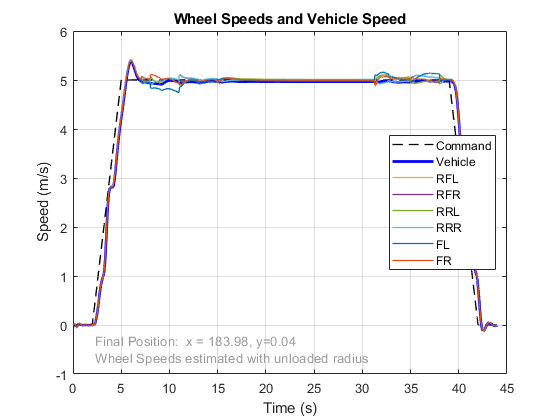 Wheel Speeds and Vehicle Speed
6
5
4
3
2
1
0
-1
Speed (m/s)
Command
Vehicle
RFL
RFR
RRL
RRR
FL
FR
Final Position:  x = 183.98, y=0.04
Wheel Speeds estimated with unloaded radius
0 5 10 15 20 25 30 35 40 45
Time (s)